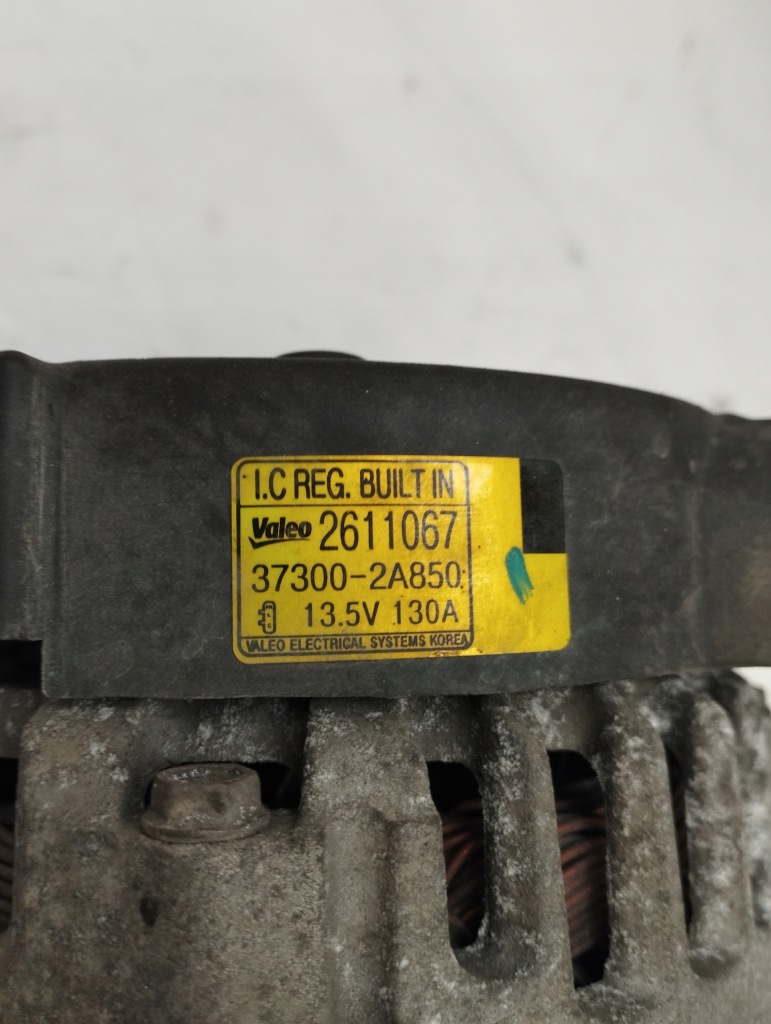 I.C REG. BUILT IN
Valeo 2611067
37300-2A850
13.5V 130A
VALEO ELECTRICAL SYSTEMS KOREA